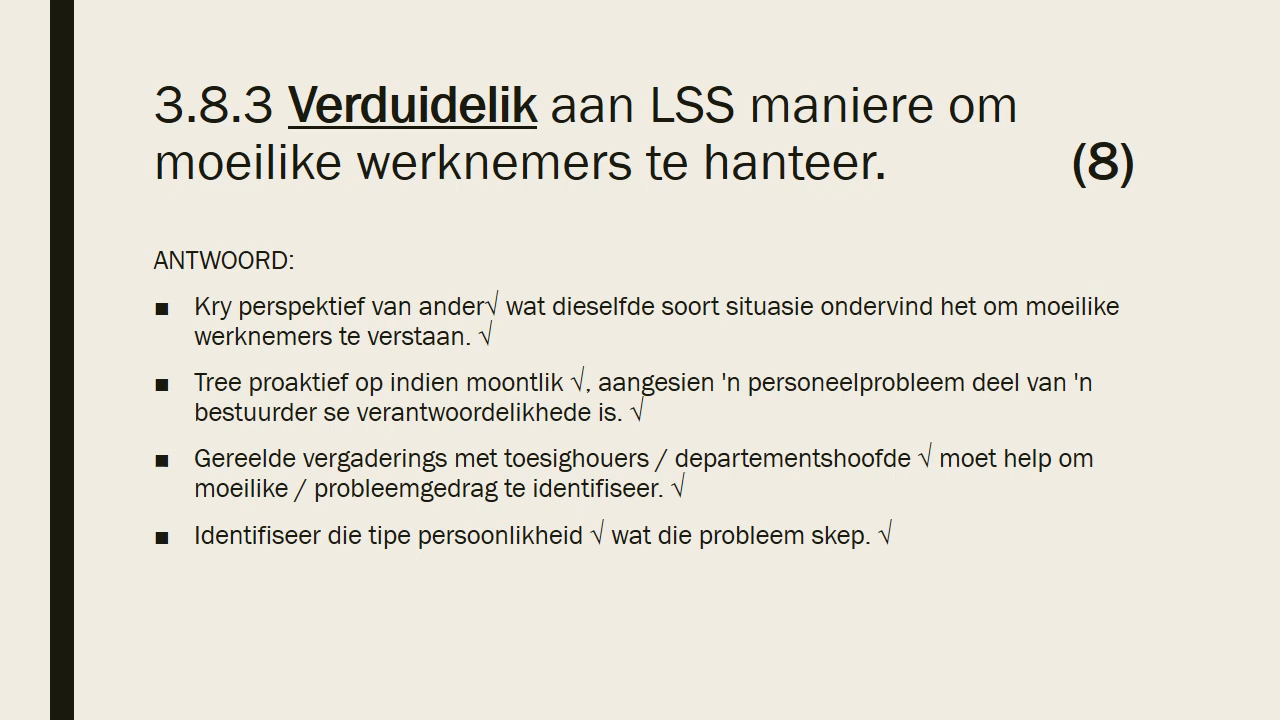 3.8.3 Verduidelik aan LSS maniere om
moeilike werknemers te hanteer. (8)
ANTWOORD:
▪ Kry perspektief van ander√ wat dieselfde soort situasie ondervind het om moeilike
werknemers te verstaan. √
▪ Tree proaktief op indien moontlik √, aangesien 'n personeelprobleem deel van 'n
bestuurder se verantwoordelikhede is. √
▪ Gereelde vergaderings met toesighouers / departementshoofde √ moet help om
moeilike / probleemgedrag te identifiseer. √
▪ Identifiseer die tipe persoonlikheid √ wat die probleem skep. √